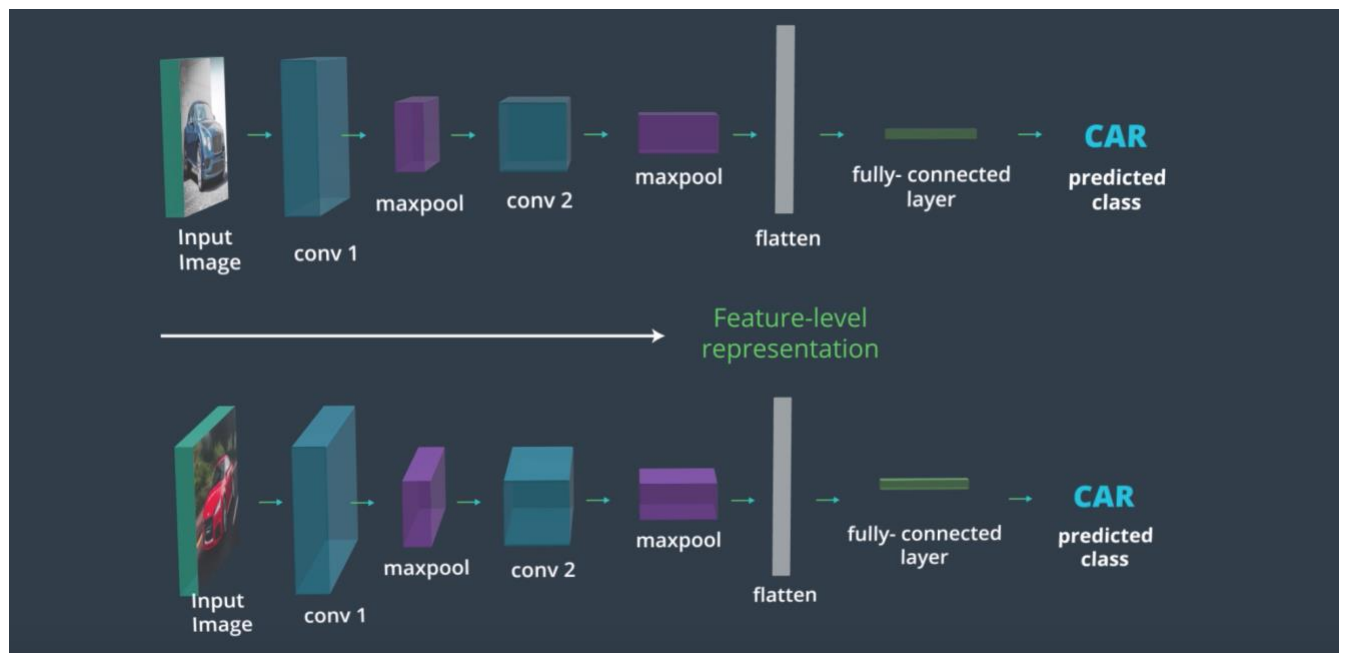 Input
Image
conv 1
maxpool
conv 2
maxpool
flatten
fully- connected
layer
CAR
predicted
class
Feature-level
representation
Input
Image
conv 1
maxpool
conv 2
maxpool
flatten
fully- connected
layer
CAR
predicted
class